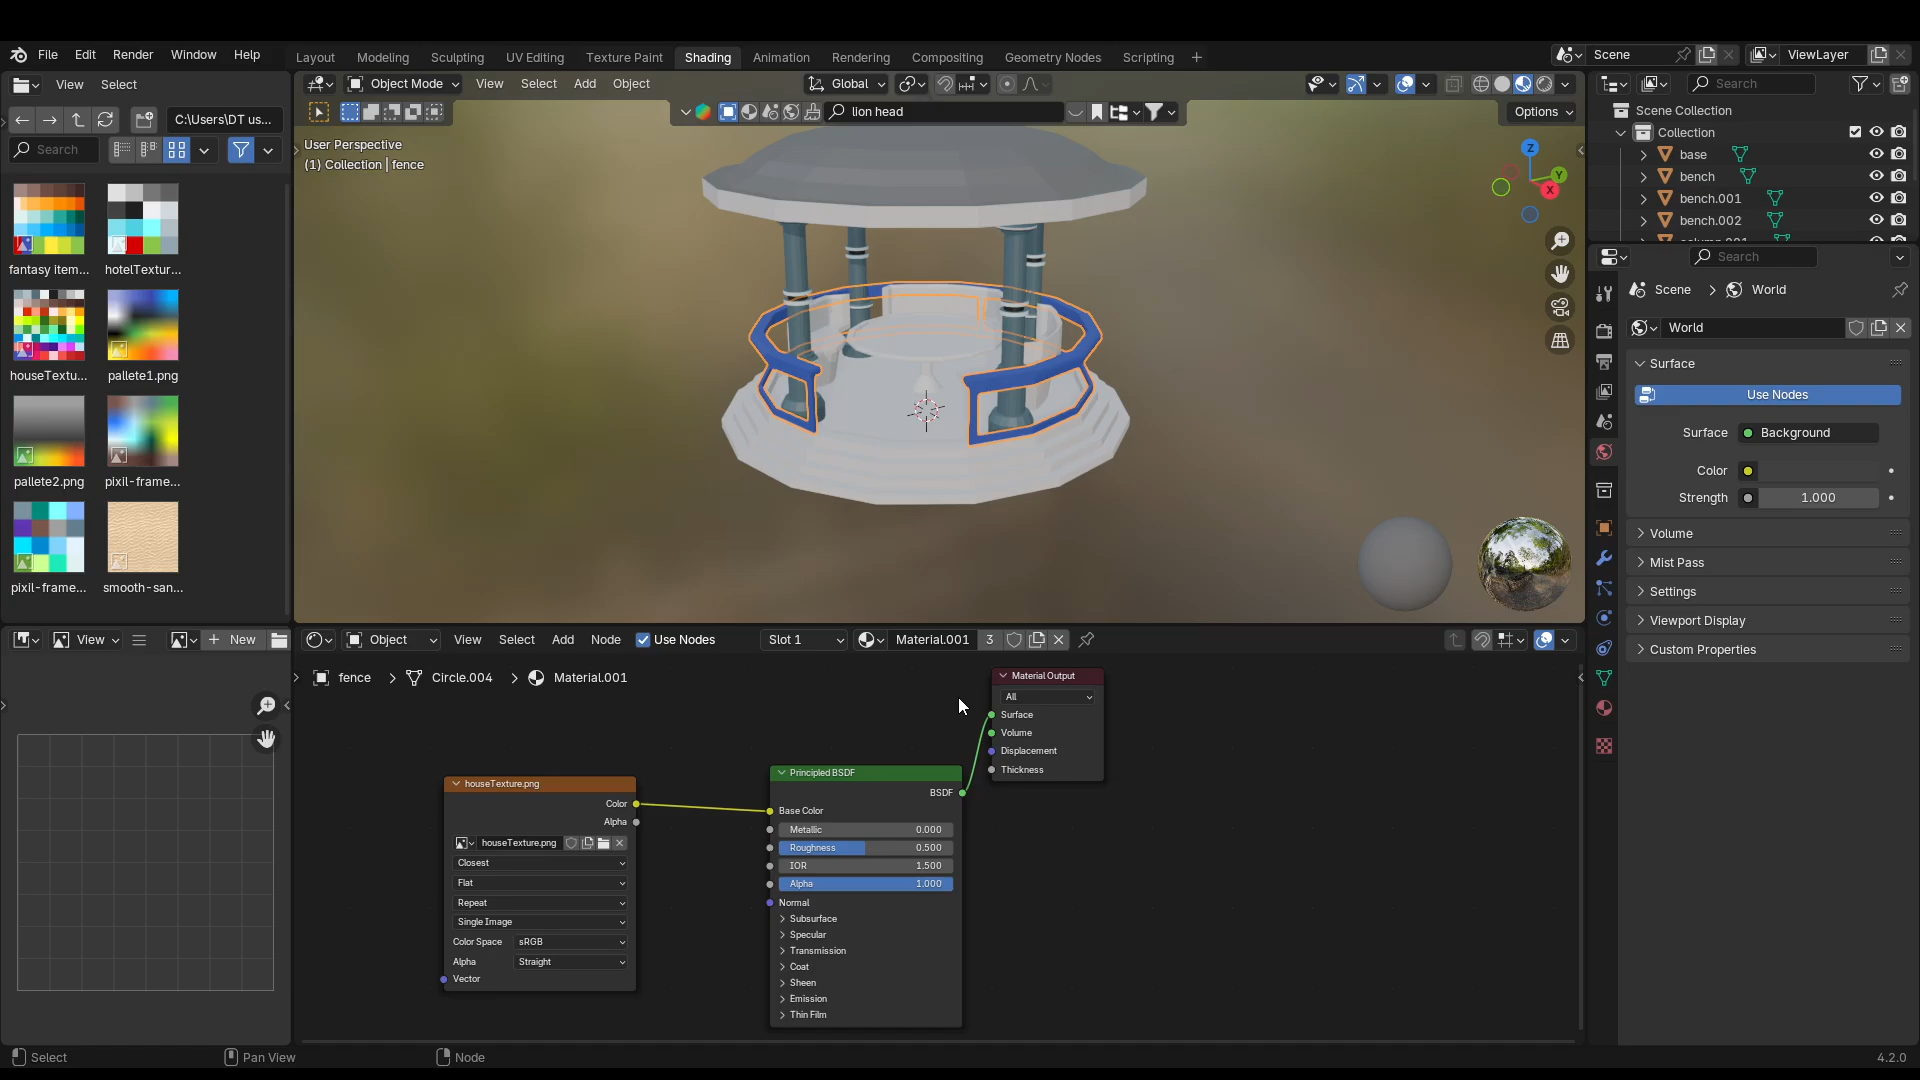 File Edit Render Window Help
Layout Modeling Sculpting UV Editing Texture Paint Shading Animation Rendering Compositing Geometry Nodes Scripting +
Scene
ViewLayer
View Select
C:\Users\DT us...
Search
fantasy item... hotelTextur...
houseTextu... pallete1.png
pallete2.png pixil-frame...
pixil-frame... smooth-san...
Object Mode View Select Add Object
Global
lion head
Options
User Perspective
(1) Collection | fence
Z
Y
X
Search
Scene Collection
Collection
base
bench
bench.001
bench.002
Search
Scene > World
World
Surface
Use Nodes
Surface Background
Color
Strength 1.000
Volume
Mist Pass
Settings
Viewport Display
Custom Properties
View
+ New
Object View Select Add Node Use Nodes
Slot 1
Material.001 3
fence > Circle.004 > Material.001
houseTexture.png
Color
Alpha
houseTexture.png
Closest
Flat
Repeat
Single Image
Color Space sRGB
Alpha Straight
Vector
Principled BSDF
BSDF
Base Color
Metallic 0.000
Roughness 0.500
IOR 1.500
Alpha 1.000
Normal
Subsurface
Specular
Transmission
Coat
Sheen
Emission
Thin Film
Material Output
All
Surface
Volume
Displacement
Thickness
Select
Pan View
Node
4.2.0